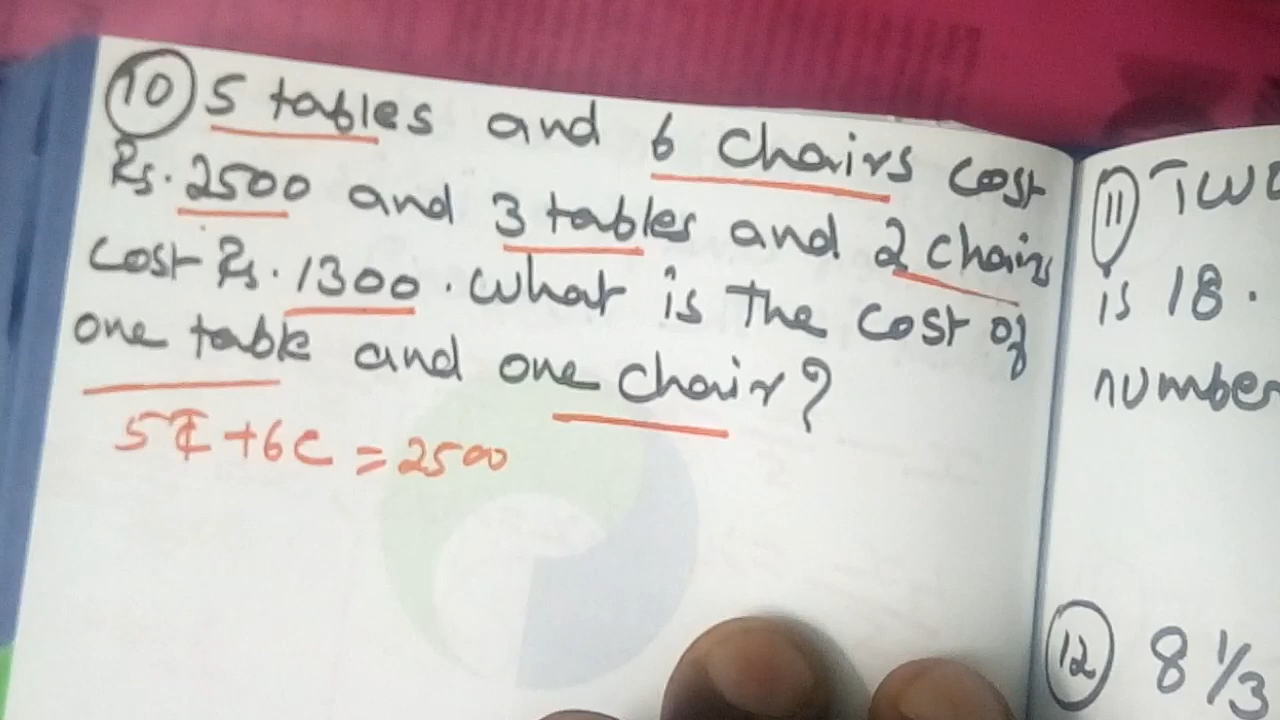 10 5 tables and 6 chairs cost
Rs. 2500 and 3 tables and 2 chairs
cost Rs. 1300. What is the cost of
one table and one chair?
5T+6C = 2500
11
is 18.
number
12 8 1/3